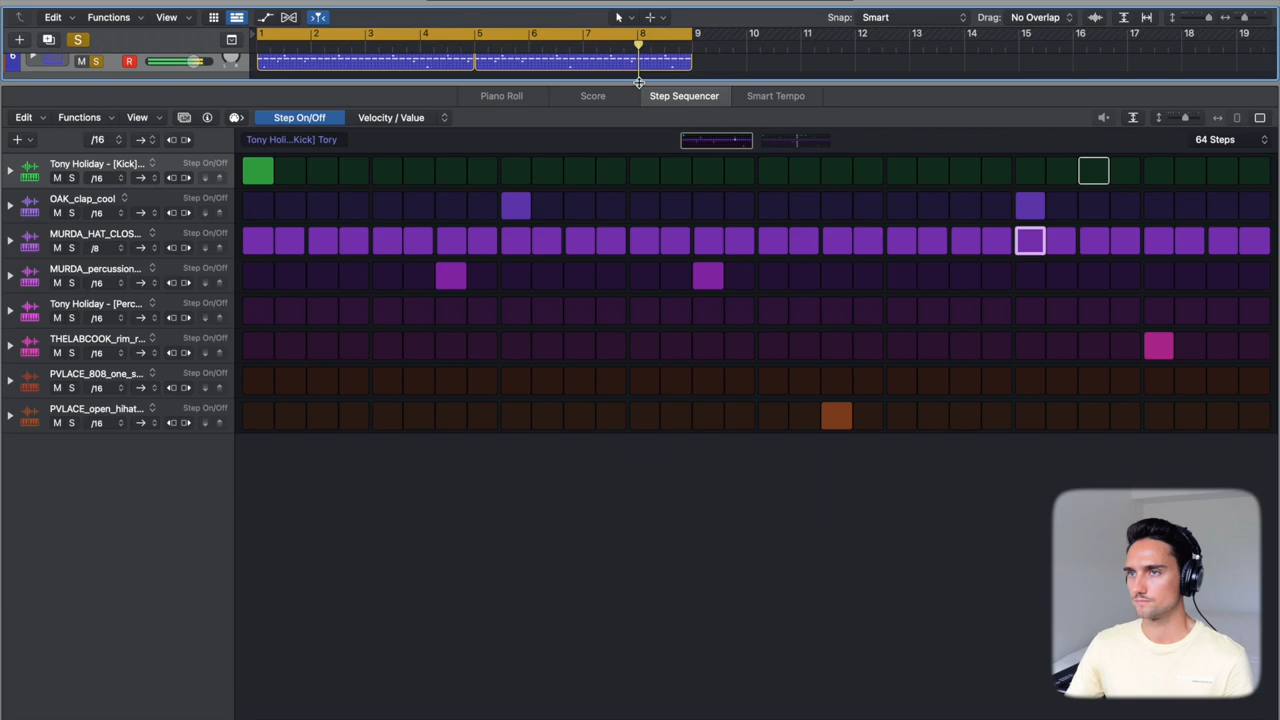 Edit Functions View Snap: Smart Drag: No Overlap
S 1 2 3 4 5 6 7 8 9 10 11 12 13 14 15 16 17 18 19
6 M S R
Piano Roll Score Step Sequencer Smart Tempo
Edit Functions View Step On/Off Velocity / Value
/16 Tony Holi...Kick] Tory 64 Steps
Tony Holiday - [Kick]... Step On/Off
M S /16
OAK_clap_cool Step On/Off
M S /16
MURDA_HAT_CLOS... Step On/Off
M S /8
MURDA_percussion... Step On/Off
M S /16
Tony Holiday - [Perc... Step On/Off
M S /16
THELABCOOK_rim_r... Step On/Off
M S /16
PVLACE_808_one_s... Step On/Off
M S /16
PVLACE_open_hihat... Step On/Off
M S /16